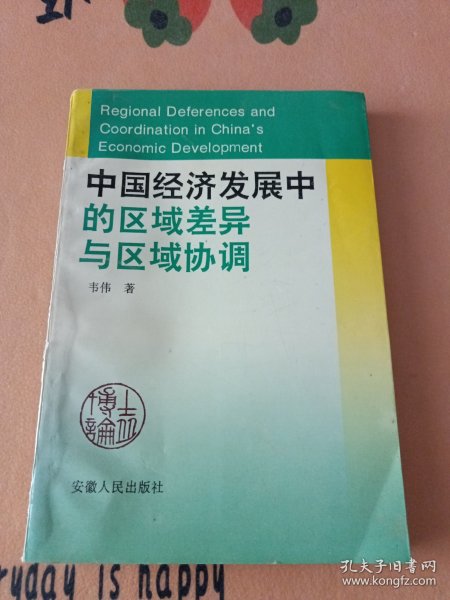 Regional Deferences and
Coordination in China's
Economic Development
中国经济发展中
的区域差异
与区域协调
韦伟 著
博士
論
安徽人民出版社
ryday is happy
孔夫子旧书网
www.kongfz.com